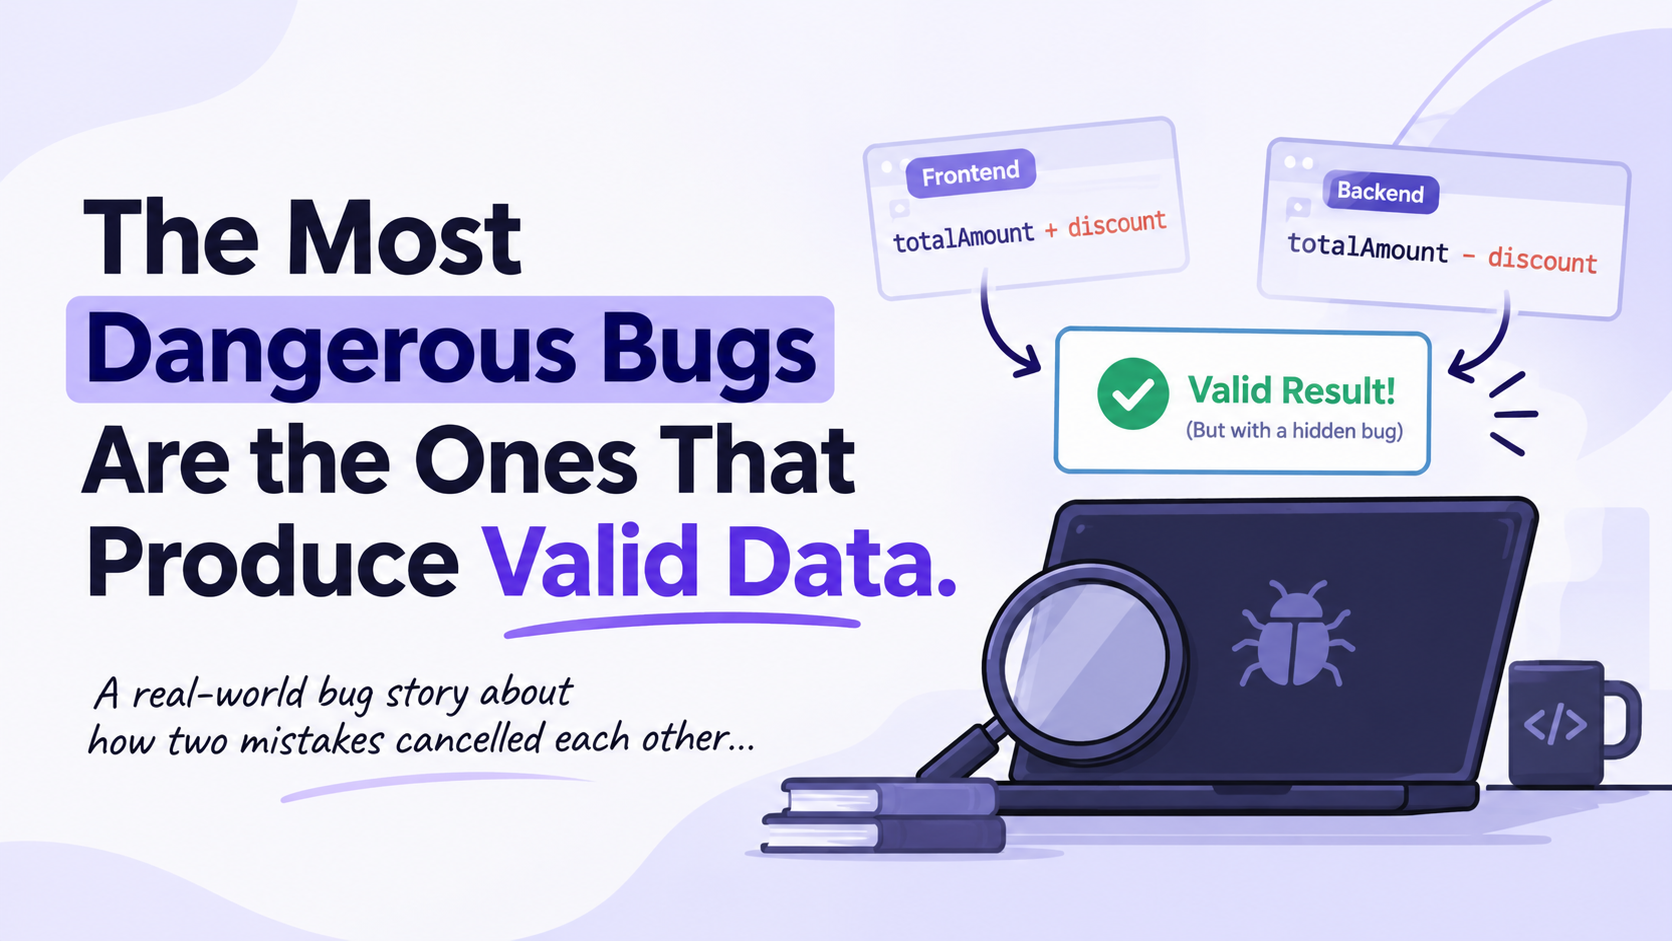 The Most
Dangerous Bugs
Are the Ones That
Produce Valid Data.
A real-world bug story about
how two mistakes cancelled each other...
Frontend
totalAmount + discount
Backend
totalAmount - discount
Valid Result!
(But with a hidden bug)
</>